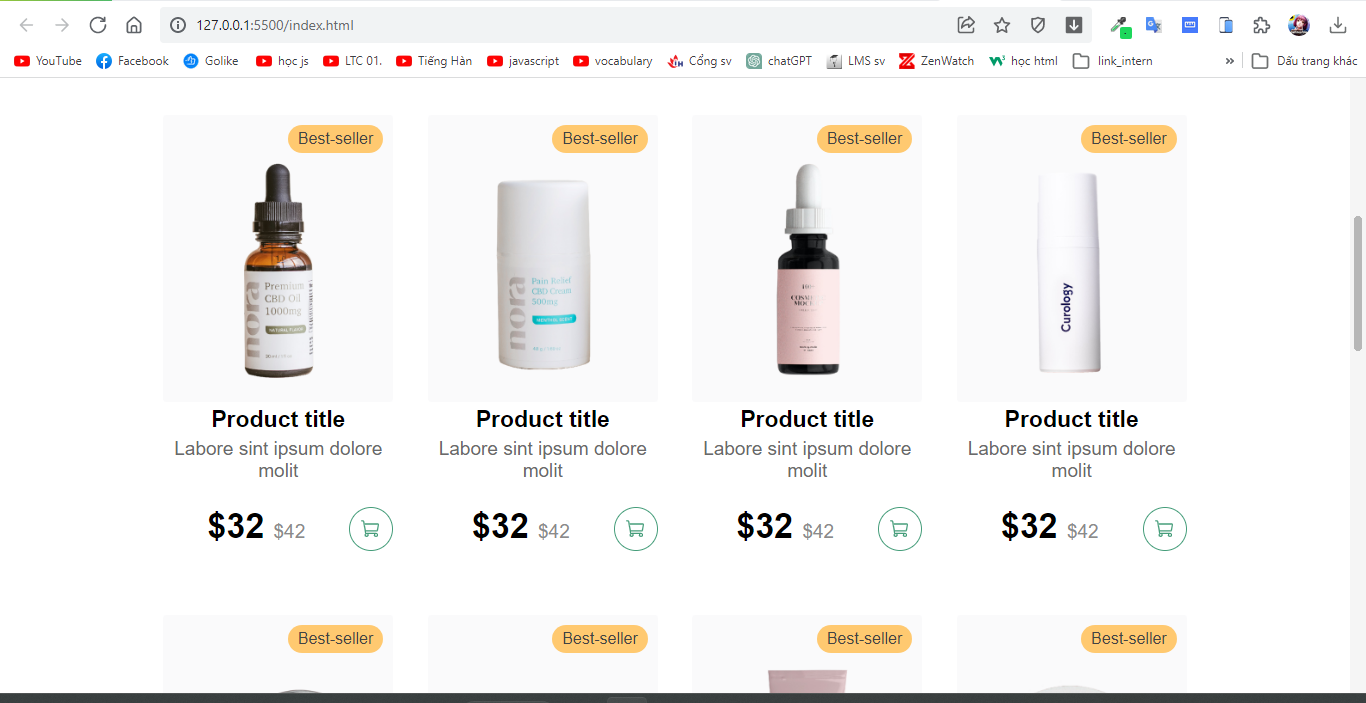 127.0.0.1:5500/index.html
YouTube Facebook Golike học js LTC 01. Tiếng Hàn javascript vocabulary Cổng sv chatGPT LMS sv ZenWatch học html link_intern » Dấu trang khác
Best-seller Best-seller Best-seller Best-seller
nora
Premium
CBD Oil
1000mg
NATURAL FLAVOR
nora
Pain Relief
CBD Cream
500mg
Curology
Product title Product title Product title Product title
Labore sint ipsum dolore Labore sint ipsum dolore Labore sint ipsum dolore Labore sint ipsum dolore
molit molit molit molit
$32 $42 $32 $42 $32 $42 $32 $42
Best-seller Best-seller Best-seller Best-seller